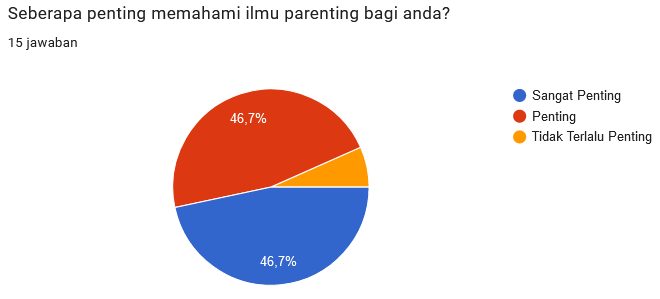 Seberapa penting memahami ilmu parenting bagi anda?
15 jawaban
Sangat Penting
Penting
Tidak Terlalu Penting
46,7%
46,7%